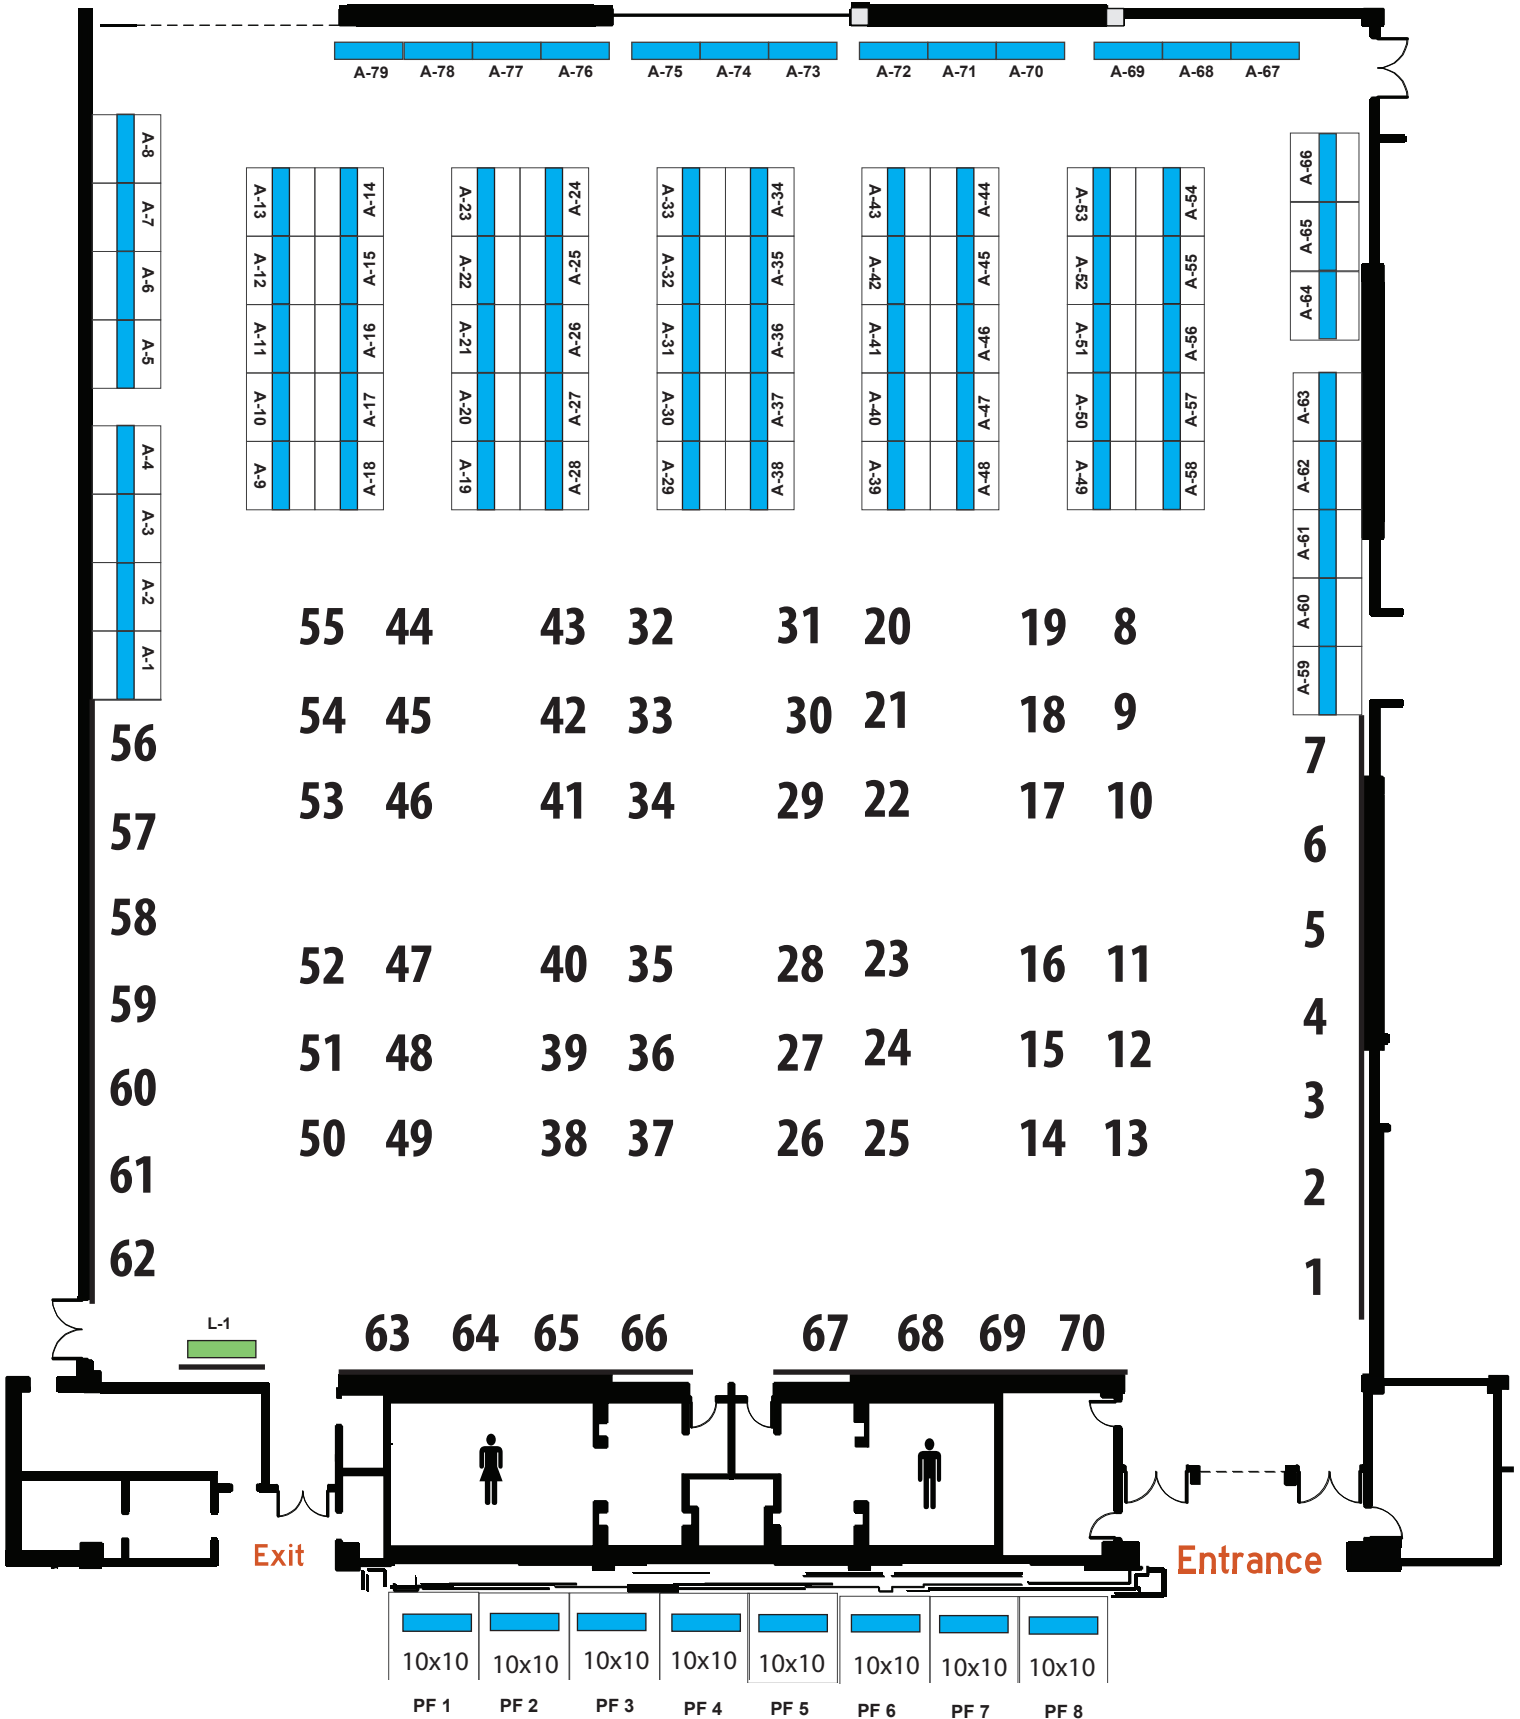 A-79 A-78 A-77 A-76 A-75 A-74 A-73 A-72 A-71 A-70 A-69 A-68 A-67
A-8
A-7
A-6
A-5
A-4
A-3
A-2
A-1
A-13 A-14 A-23 A-24 A-33 A-34 A-43 A-44 A-53 A-54
A-12 A-15 A-22 A-25 A-32 A-35 A-42 A-45 A-52 A-55
A-11 A-16 A-21 A-26 A-31 A-36 A-41 A-46 A-51 A-56
A-10 A-17 A-20 A-27 A-30 A-37 A-40 A-47 A-50 A-57
A-9 A-18 A-19 A-28 A-29 A-38 A-39 A-48 A-49 A-58
A-66
A-65
A-64
A-63
A-62
A-61
A-60
A-59
55 44 43 32 31 20 19 8
54 45 42 33 30 21 18 9
53 46 41 34 29 22 17 10
52 47 40 35 28 23 16 11
51 48 39 36 27 24 15 12
50 49 38 37 26 25 14 13
56
57
58
59
60
61
62
7
6
5
4
3
2
1
L-1
63 64 65 66 67 68 69 70
Exit
Entrance
10x10 10x10 10x10 10x10 10x10 10x10 10x10 10x10
PF 1 PF 2 PF 3 PF 4 PF 5 PF 6 PF 7 PF 8